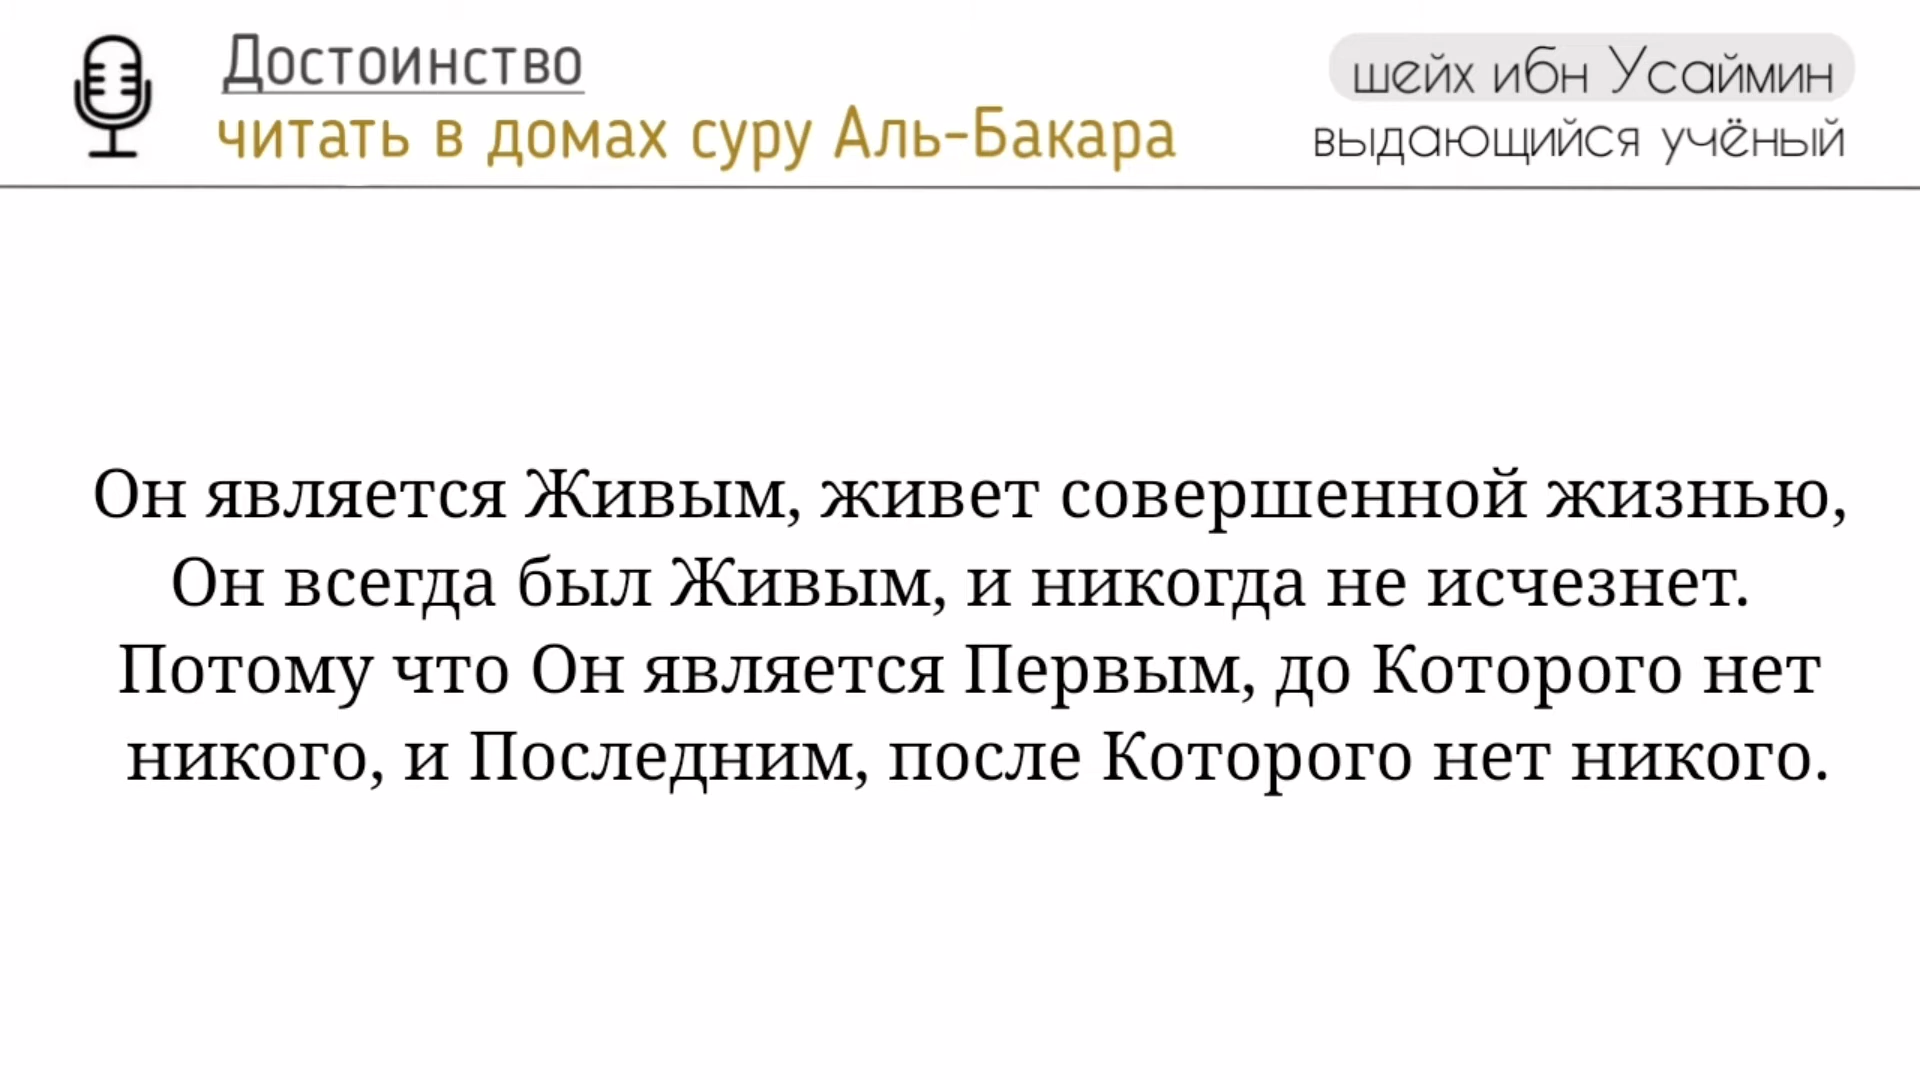 Достоинство
читать в домах суру Аль-Бакара
шейх ибн Усаймин
выдающийся учёный
Он является Живым, живет совершенной жизнью,
Он всегда был Живым, и никогда не исчезнет.
Потому что Он является Первым, до Которого нет
никого, и Последним, после Которого нет никого.